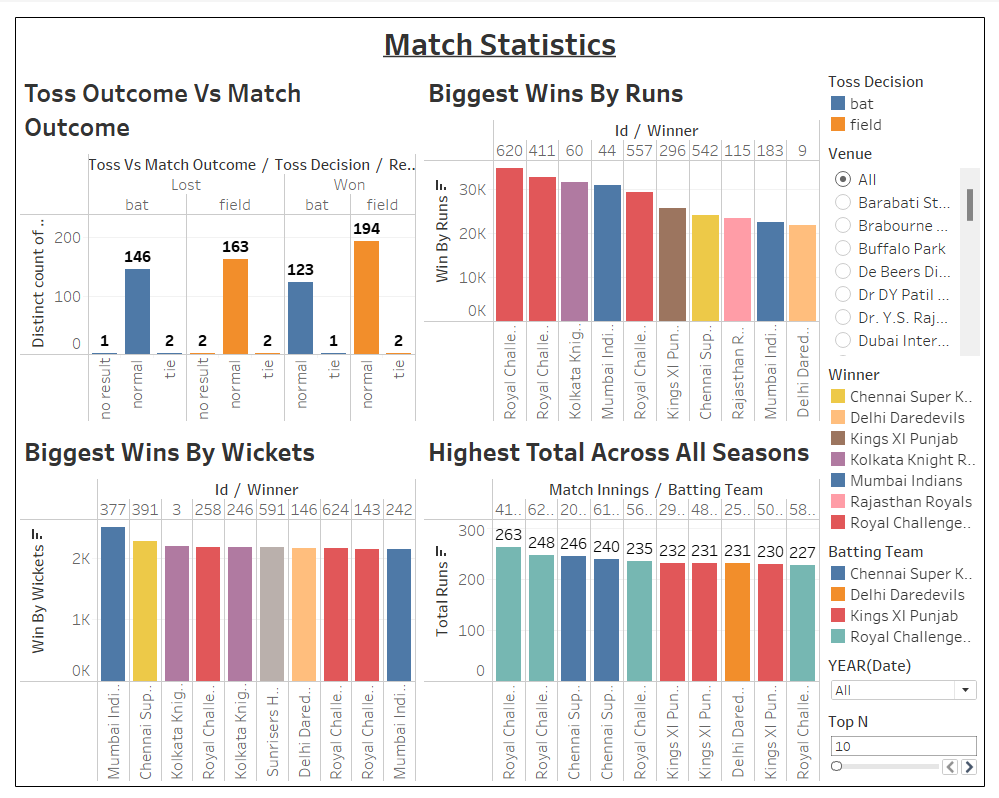 Match Statistics
Toss Outcome Vs Match
Outcome
Toss Vs Match Outcome / Toss Decision / Re..
Lost Won
bat field bat field
Distinct count of ..
200
100
0
1 146 2 2 163 2 123 1 194 2
no result normal tie no result normal tie normal tie normal tie
Biggest Wins By Runs
Id / Winner
620 411 60 44 557 296 542 115 183 9
Win By Runs
30K
20K
10K
0K
Royal Challe.. Royal Challe.. Kolkata Knig.. Mumbai Indi.. Royal Challe.. Kings XI Pun.. Chennai Sup.. Rajasthan R.. Mumbai Indi.. Delhi Dared..
Biggest Wins By Wickets
Id / Winner
377 391 3 258 246 591 146 624 143 242
Win By Wickets
2K
1K
0K
Mumbai Indi.. Chennai Sup.. Kolkata Knig.. Royal Challe.. Kolkata Knig.. Sunrisers H.. Delhi Dared.. Royal Challe.. Royal Challe.. Mumbai Indi..
Highest Total Across All Seasons
Match Innings / Batting Team
41.. 62.. 20.. 61.. 56.. 29.. 48.. 25.. 50.. 58..
Total Runs
300
200
100
0
263 248 246 240 235 232 231 231 230 227
Royal Challe.. Royal Challe.. Chennai Sup.. Chennai Sup.. Royal Challe.. Kings XI Pun.. Kings XI Pun.. Delhi Dared.. Kings XI Pun.. Royal Challe..
Toss Decision
bat
field
Venue
All
Barabati St...
Brabourne ...
Buffalo Park
De Beers Di...
Dr DY Patil ...
Dr. Y.S. Raj...
Dubai Inter...
Winner
Chennai Super K..
Delhi Daredevils
Kings XI Punjab
Kolkata Knight R..
Mumbai Indians
Rajasthan Royals
Royal Challenge..
Batting Team
Chennai Super K..
Delhi Daredevils
Kings XI Punjab
Royal Challenge..
YEAR(Date)
All
Top N
10